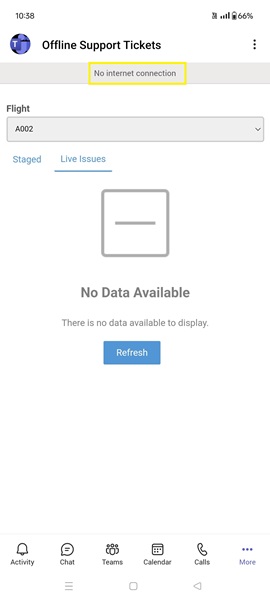 10:38
66%
Offline Support Tickets
No internet connection
Flight
A002
Staged
Live Issues
No Data Available
There is no data available to display.
Refresh
Activity
Chat
Teams
Calendar
Calls
More